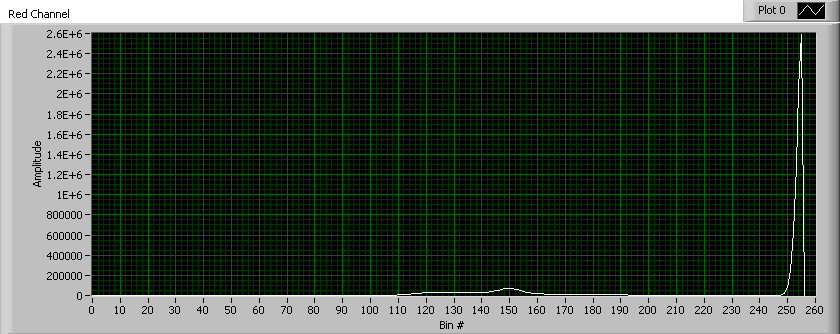 Red Channel
Plot 0
2.6E+6
2.4E+6
2.2E+6
2E+6
1.8E+6
1.6E+6
1.4E+6
1.2E+6
1E+6
800000
600000
400000
200000
0
Amplitude
0 10 20 30 40 50 60 70 80 90 100 110 120 130 140 150 160 170 180 190 200 210 220 230 240 250 260
Bin #